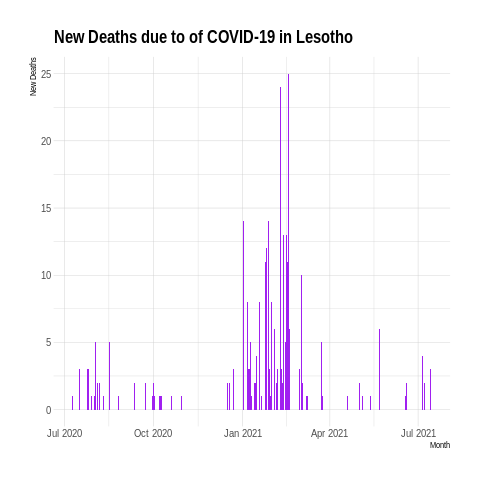 New Deaths due to of COVID-19 in Lesotho
New Deaths
25
20
15
10
5
0
Jul 2020 Oct 2020 Jan 2021 Apr 2021 Jul 2021
Month